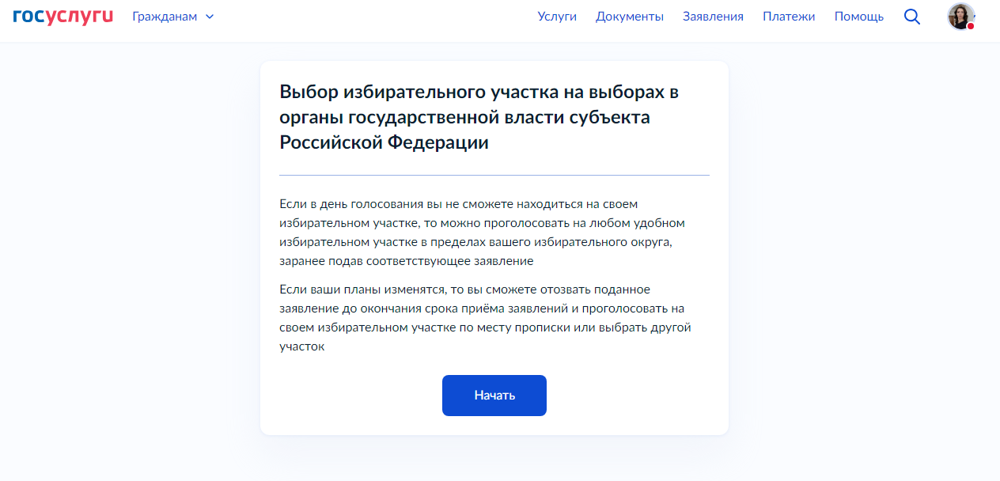 госуслуги Гражданам Услуги Документы Заявления Платежи Помощь
Выбор избирательного участка на выборах в
органы государственной власти субъекта
Российской Федерации
Если в день голосования вы не сможете находиться на своем
избирательном участке, то можно проголосовать на любом удобном
избирательном участке в пределах вашего избирательного округа,
заранее подав соответствующее заявление
Если ваши планы изменятся, то вы сможете отозвать поданное
заявление до окончания срока приёма заявлений и проголосовать на
своем избирательном участке по месту прописки или выбрать другой
участок
Начать